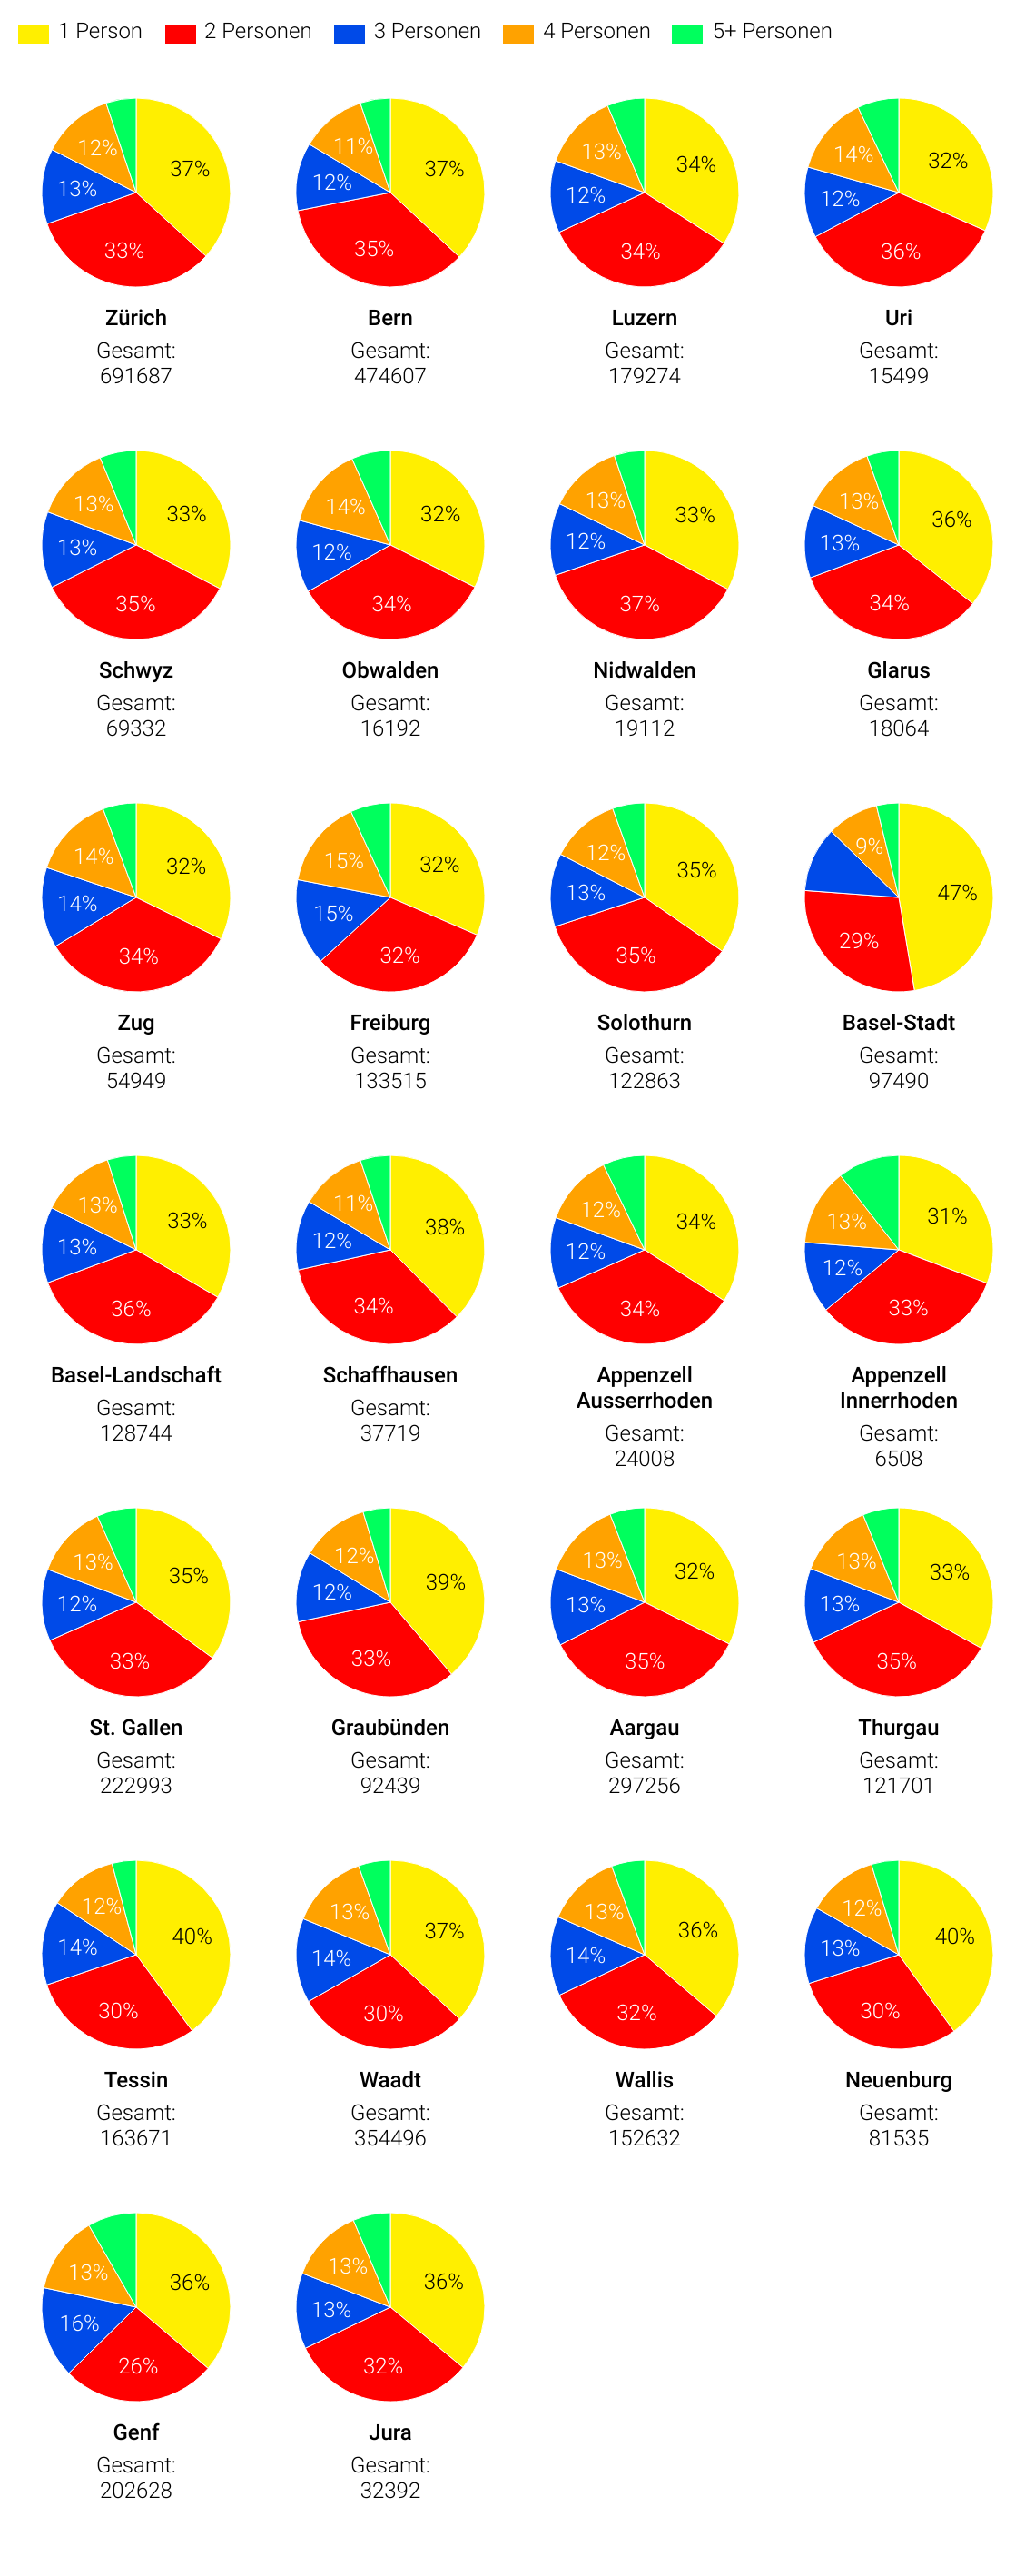 1 Person 2 Personen 3 Personen 4 Personen 5+ Personen
37% 33% 13% 12%
Zürich
Gesamt:
691687
37% 35% 12% 11%
Bern
Gesamt:
474607
34% 34% 12% 13%
Luzern
Gesamt:
179274
32% 36% 12% 14%
Uri
Gesamt:
15499
33% 35% 13% 13%
Schwyz
Gesamt:
69332
32% 34% 12% 14%
Obwalden
Gesamt:
16192
33% 37% 12% 13%
Nidwalden
Gesamt:
19112
36% 34% 13% 13%
Glarus
Gesamt:
18064
32% 34% 14% 14%
Zug
Gesamt:
54949
32% 32% 15% 15%
Freiburg
Gesamt:
133515
35% 35% 13% 12%
Solothurn
Gesamt:
122863
47% 29% 9%
Basel-Stadt
Gesamt:
97490
33% 36% 13% 13%
Basel-Landschaft
Gesamt:
128744
38% 34% 12% 11%
Schaffhausen
Gesamt:
37719
34% 34% 12% 12%
Appenzell
Ausserrhoden
Gesamt:
24008
31% 33% 12% 13%
Appenzell
Innerrhoden
Gesamt:
6508
35% 33% 12% 13%
St. Gallen
Gesamt:
222993
39% 33% 12% 12%
Graubünden
Gesamt:
92439
32% 35% 13% 13%
Aargau
Gesamt:
297256
33% 35% 13% 13%
Thurgau
Gesamt:
121701
40% 30% 14% 12%
Tessin
Gesamt:
163671
37% 30% 14% 13%
Waadt
Gesamt:
354496
36% 32% 14% 13%
Wallis
Gesamt:
152632
40% 30% 13% 12%
Neuenburg
Gesamt:
81535
36% 26% 16% 13%
Genf
Gesamt:
202628
36% 32% 13% 13%
Jura
Gesamt:
32392